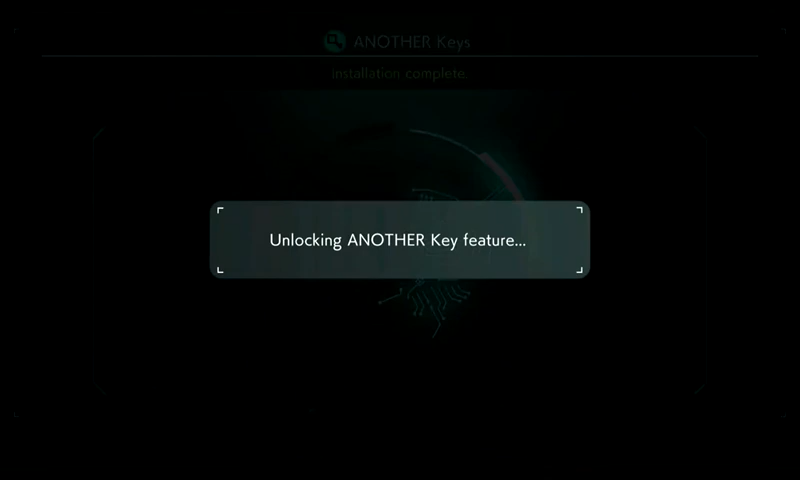 ANOTHER Keys
Installation complete.
Unlocking ANOTHER Key feature...